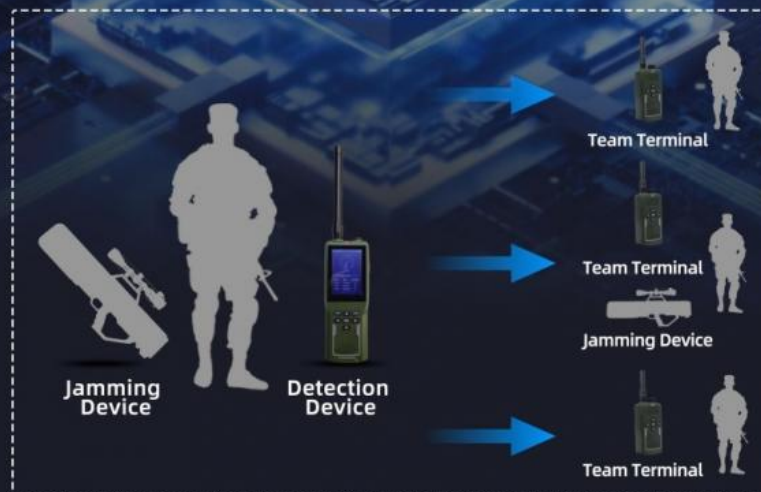 Team Terminal
Team Terminal
Jamming Device
Jamming
Device
Detection
Device
Team Terminal